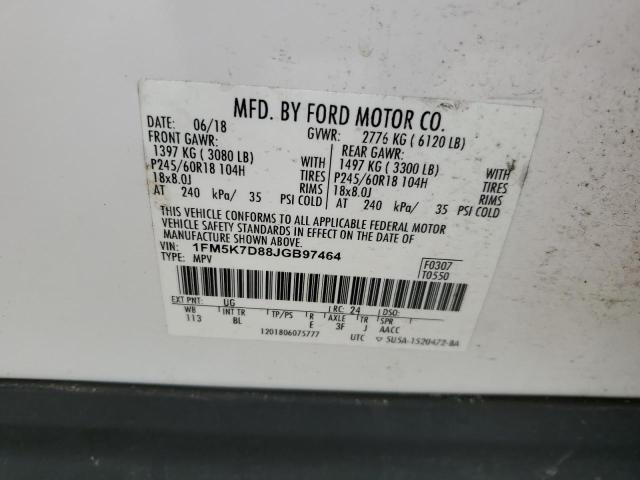 MFD. BY FORD MOTOR CO.
DATE: 06/18 GVWR: 2776 KG ( 6120 LB)
FRONT GAWR: REAR GAWR:
1397 KG ( 3080 LB) WITH 1497 KG ( 3300 LB) WITH
P245/60R18 104H TIRES P245/60R18 104H TIRES
18x8.0J RIMS 18x8.0J RIMS
AT 240 kPa/ 35 PSI COLD AT 240 kPa/ 35 PSI COLD
THIS VEHICLE CONFORMS TO ALL APPLICABLE FEDERAL MOTOR
VEHICLE SAFETY STANDARDS IN EFFECT ON THE DATE OF MANUFACTURE
SHOWN ABOVE.
VIN: 1FM5K7D88JGB97464
TYPE: MPV
F0307
T0550
EXT PNT: UG RC: 24 DSO:
WB INT TR TP/PS R AXLE TR SPR
113 BL E 3F J AACC
1201806075777 UTC ▽ 5U5A-1520472-BA